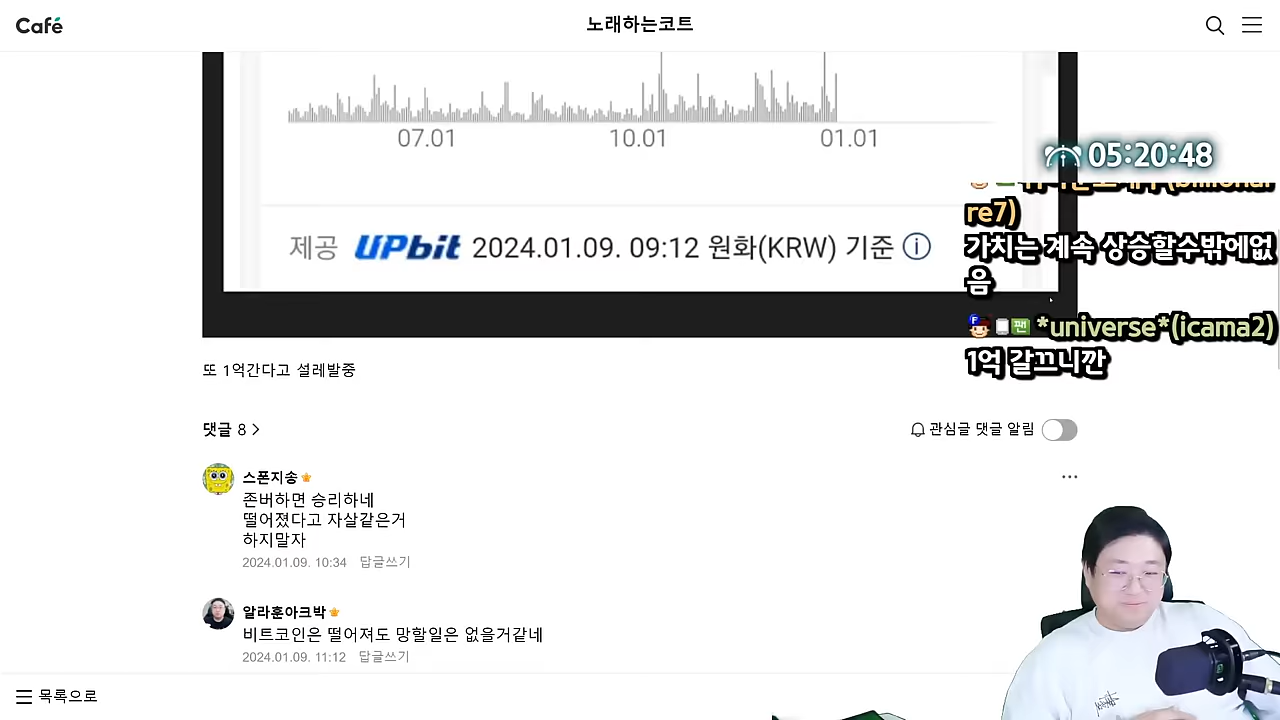 Café
노래하는코트
07.01
10.01
01.01
05:20:48
re7)
제공 UPbit 2024.01.09. 09:12 원화(KRW) 기준
가치는 계속 상승할수밖에없
음
F 팬 *universe*(icama2)
1억 갈끄니깐
또 1억간다고 설레발중
댓글 8
관심글 댓글 알림
스폰지송
존버하면 승리하네
떨어졌다고 자살같은거
하지말자
2024.01.09. 10:34 답글쓰기
알라훈아크박
비트코인은 떨어져도 망할일은 없을거같네
2024.01.09. 11:12 답글쓰기
목록으로